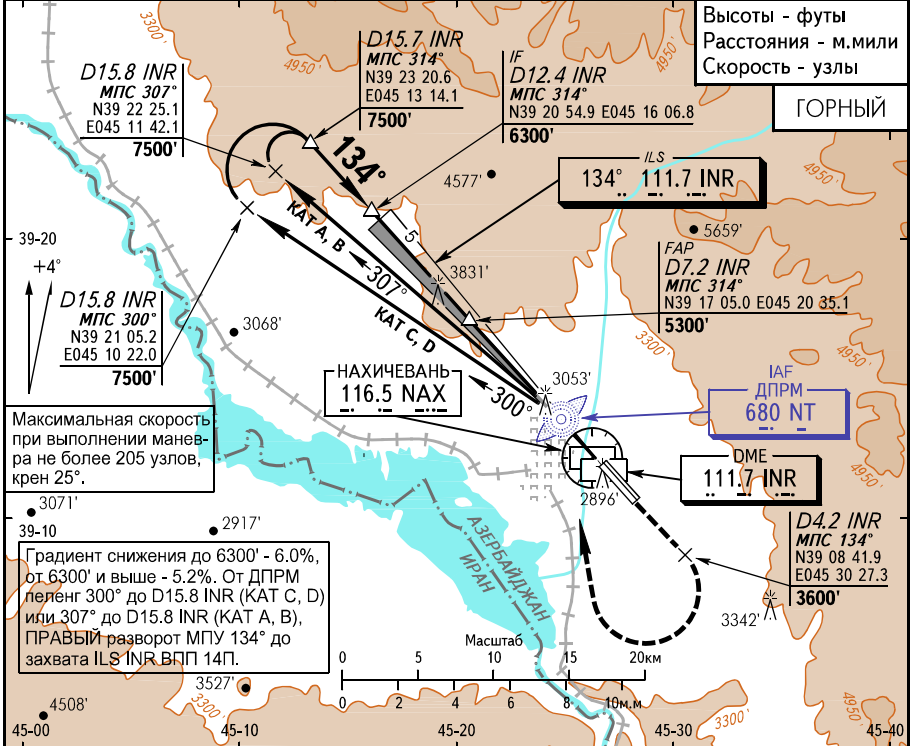 Высоты - футы
Расстояния - м.мили
Скорость - узлы
ГОРНЫЙ
3300'
4950'
4950'
3300'
4950'
D15.8 INR
МПС 307°
N39 22 25.1
E045 11 42.1
7500'
D15.7 INR
МПС 314°
N39 23 20.6
E045 13 14.1
7500'
IF
D12.4 INR
МПС 314°
N39 20 54.9 E045 16 06.8
6300'
134°
ILS
134° 111.7 INR
4577'
5659'
5
КАТ A, B
307°
КАТ C, D
300°
3831'
FAP
D7.2 INR
МПС 314°
N39 17 05.0 E045 20 35.1
5300'
39-20
+4°
D15.8 INR
МПС 300°
N39 21 05.2
E045 10 22.0
7500'
3068'
3300'
4950'
НАХИЧЕВАНЬ
116.5 NAX
3053'
IAF
ДПРМ
680 NT
4950'
Максимальная скорость
при выполнении манев-
ра не более 205 узлов,
крен 25°.
DME
111.7 INR
2896'
3071'
2917'
39-10
D4.2 INR
МПС 134°
N39 08 41.9
E045 30 27.3
3600'
АЗЕРБАЙДЖАН
ИРАН
Градиент снижения до 6300' - 6.0%,
от 6300' и выше - 5.2%. От ДПРМ
пеленг 300° до D15.8 INR (КАТ C, D)
или 307° до D15.8 INR (КАТ A, B),
ПРАВЫЙ разворот МПУ 134° до
захвата ILS INR ВПП 14П.
3342'
Масштаб
0 5 10 15 20км
0 2 4 6 8 10м.м
3527'
3300'
4508'
3300'
4950'
45-00 45-10 45-20 45-30 45-40